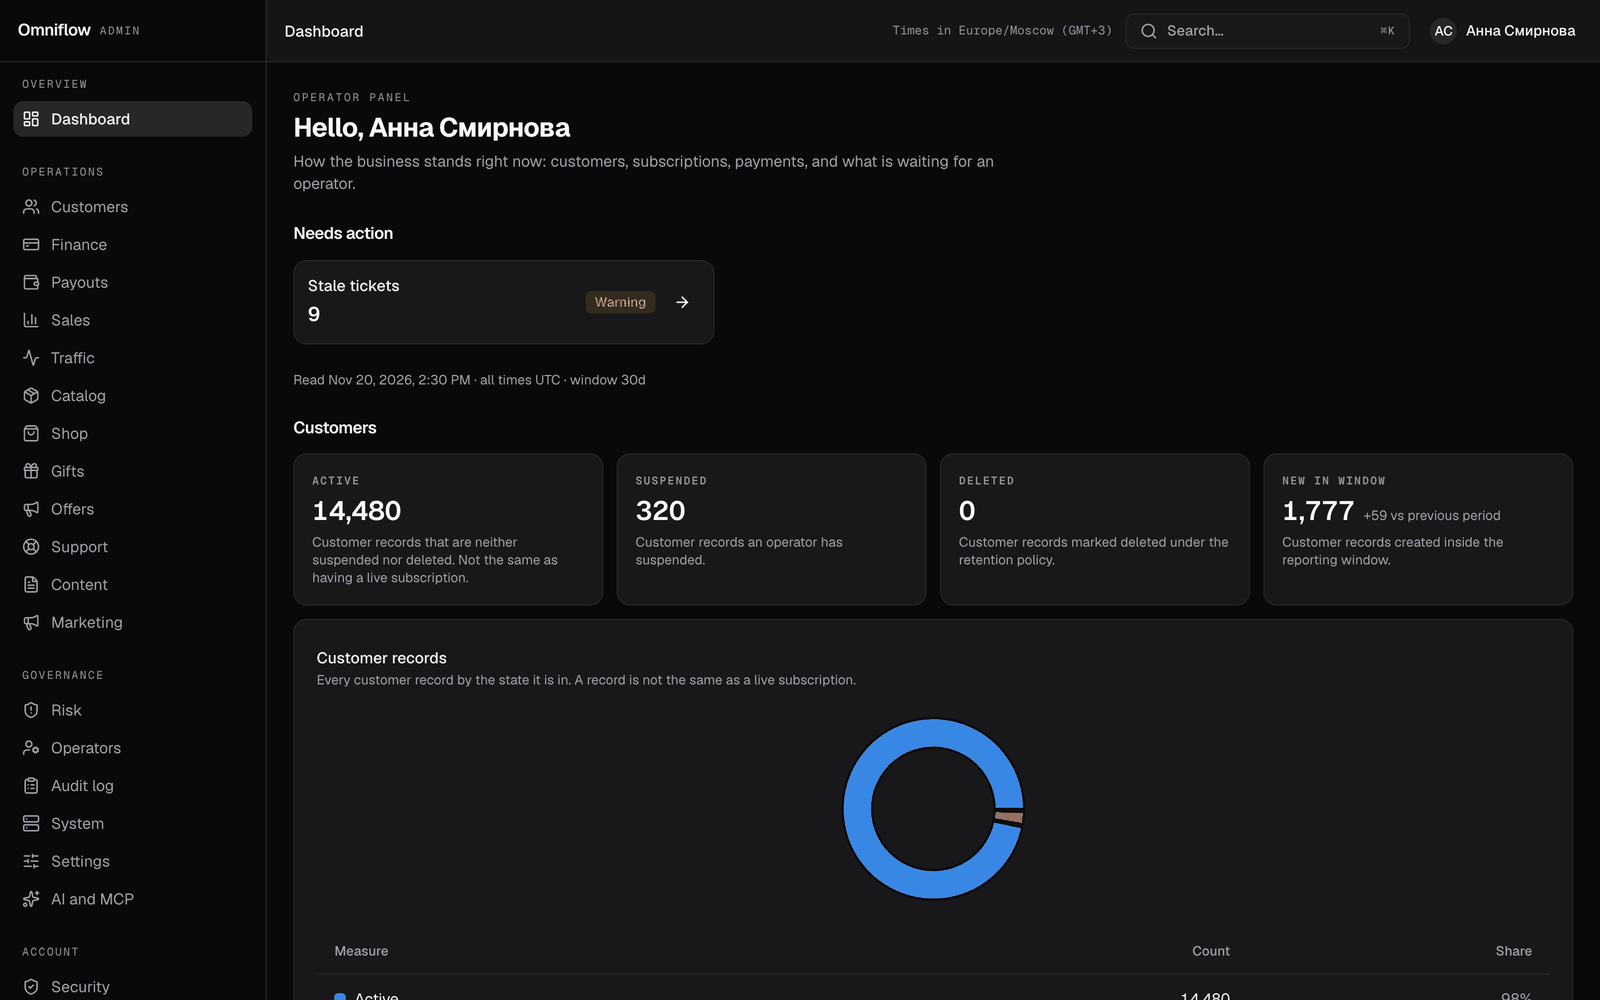 Omniflow ADMIN
Dashboard
Times in Europe/Moscow (GMT+3)
Search...
⌘K
АС
Анна Смирнова
OVERVIEW
Dashboard
OPERATIONS
Customers
Finance
Payouts
Sales
Traffic
Catalog
Shop
Gifts
Offers
Support
Content
Marketing
GOVERNANCE
Risk
Operators
Audit log
System
Settings
AI and MCP
ACCOUNT
Security
OPERATOR PANEL
Hello, Анна Смирнова
How the business stands right now: customers, subscriptions, payments, and what is waiting for an
operator.
Needs action
Stale tickets
9
Warning
Read Nov 20, 2026, 2:30 PM · all times UTC · window 30d
Customers
ACTIVE
14,480
Customer records that are neither
suspended nor deleted. Not the same as
having a live subscription.
SUSPENDED
320
Customer records an operator has
suspended.
DELETED
0
Customer records marked deleted under the
retention policy.
NEW IN WINDOW
1,777 +59 vs previous period
Customer records created inside the
reporting window.
Customer records
Every customer record by the state it is in. A record is not the same as a live subscription.
Measure Count Share
Active 14,480 98%